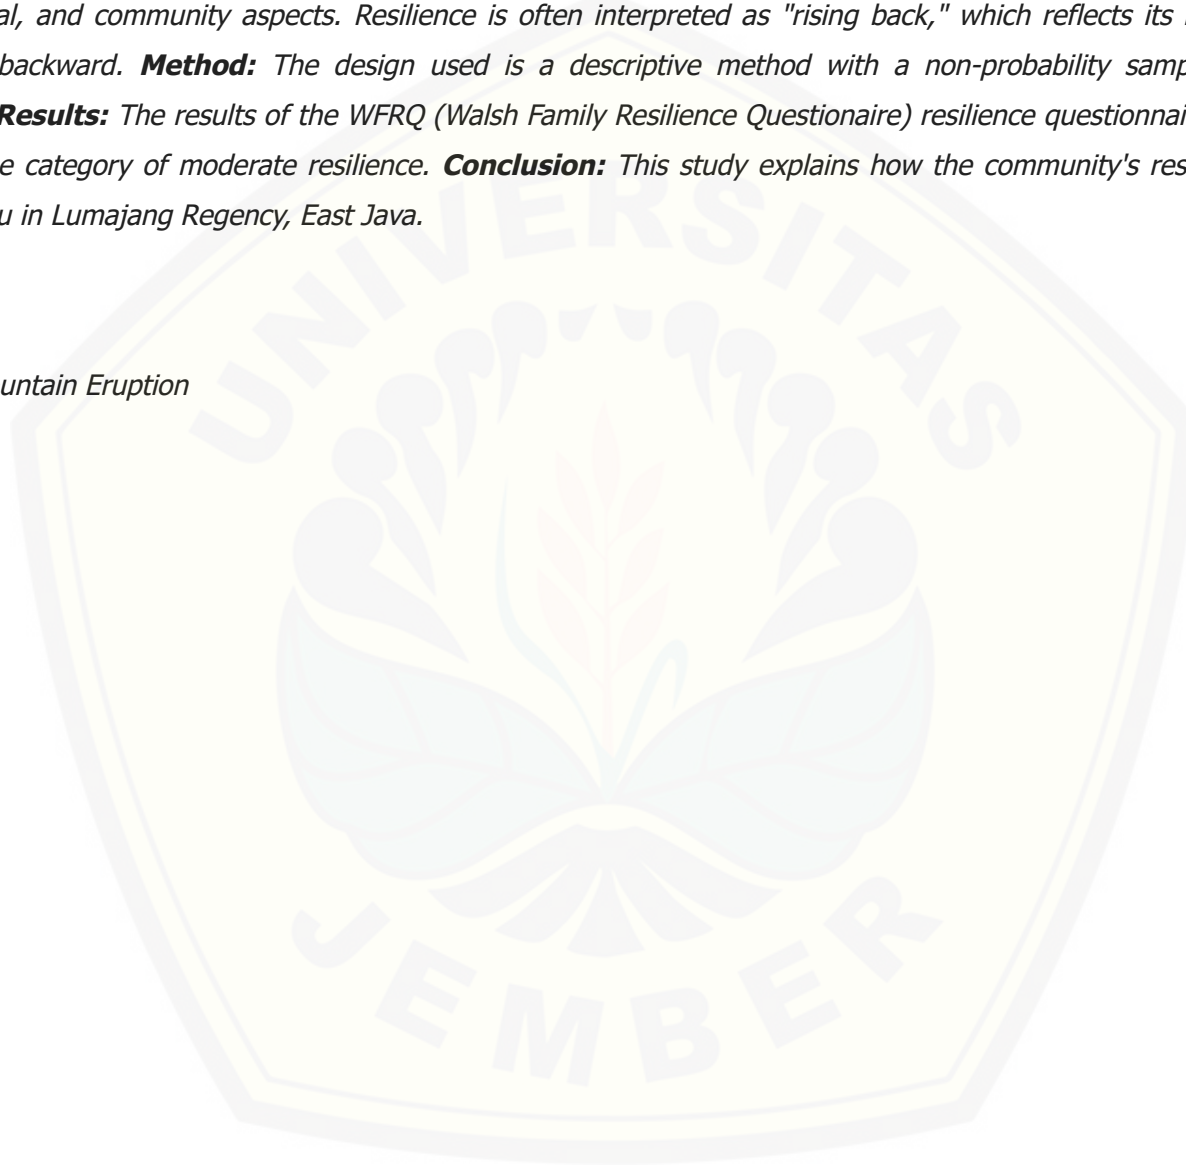 al, and community aspects. Resilience is often interpreted as "rising back," which reflects its
backward. Method: The design used is a descriptive method with a non-probability samp
Results: The results of the WFRQ (Walsh Family Resilience Questionaire) resilience questionnai
e category of moderate resilience. Conclusion: This study explains how the community's res
u in Lumajang Regency, East Java.
untain Eruption
UNIVERSITAS
JEMBER